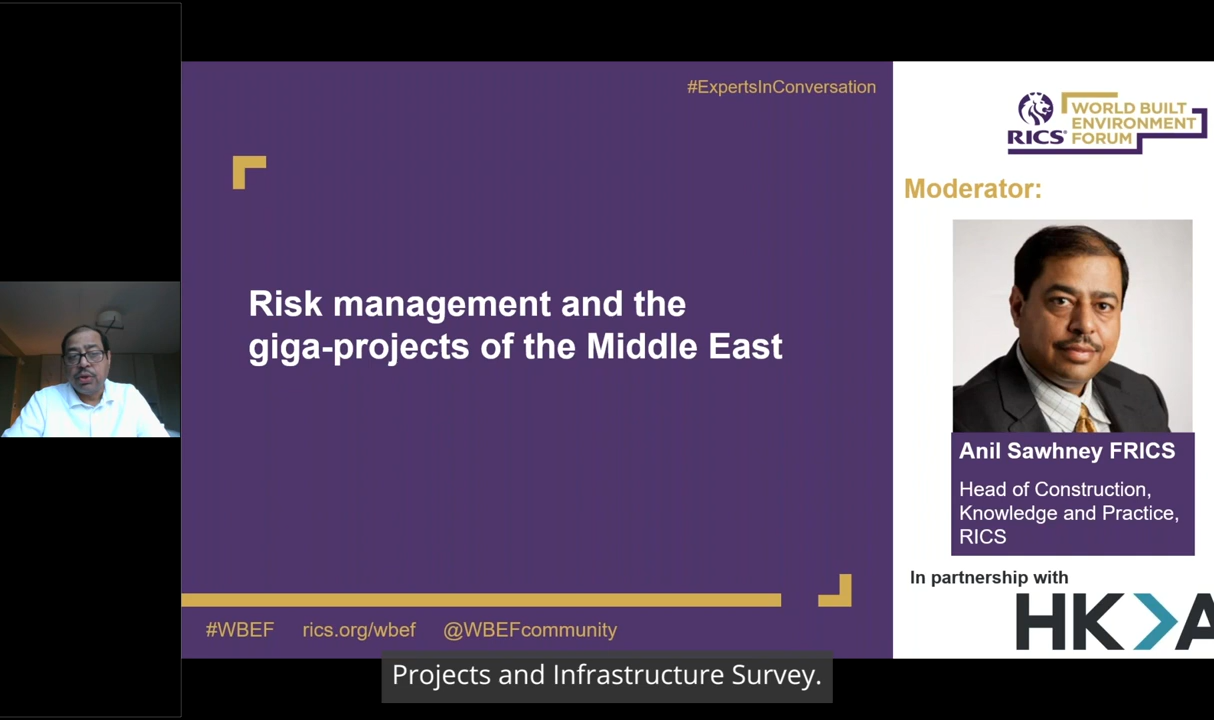 #ExpertsInConversation
Risk management and the
giga-projects of the Middle East
#WBEF
rics.org/wbef
@WBEFcommunity
RICS
WORLD BUILT
ENVIRONMENT
FORUM
Moderator:
Anil Sawhney FRICS
Head of Construction,
Knowledge and Practice,
RICS
In partnership with
HKA
Projects and Infrastructure Survey.